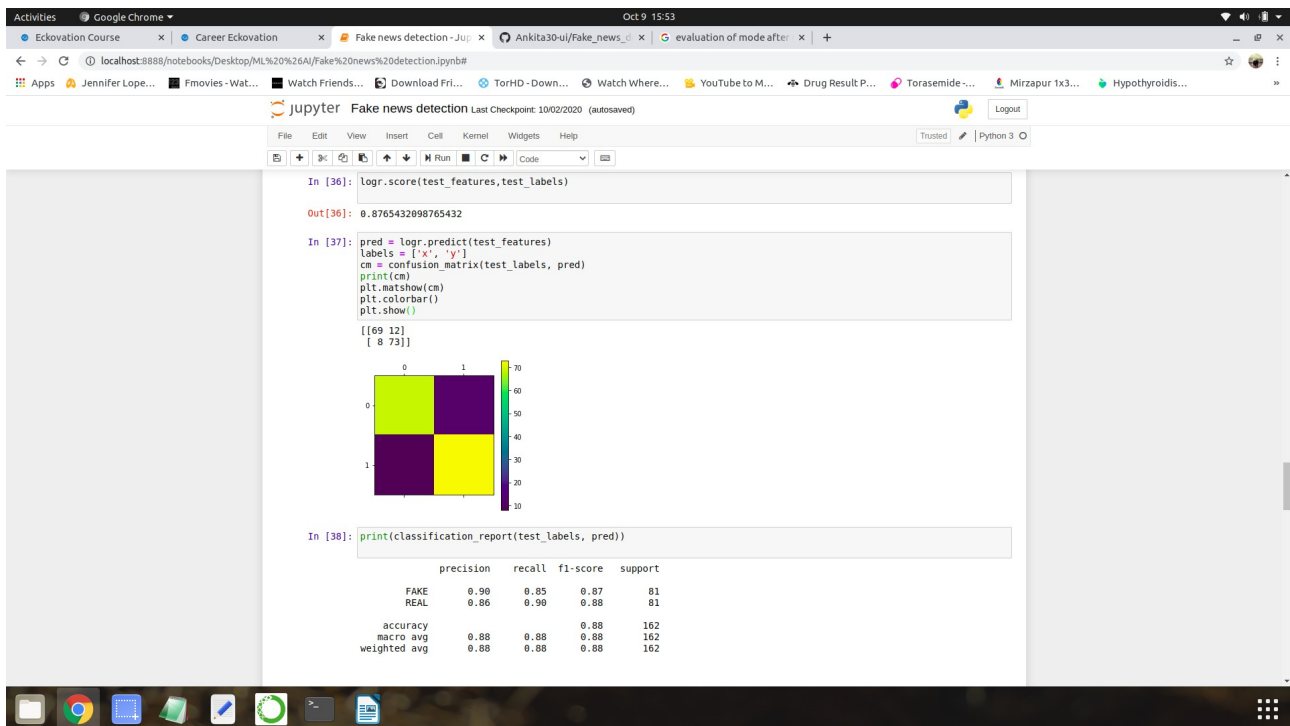 Activities Google Chrome Oct 9 15:53
Eckovation Course Career Eckovation Fake news detection - Jup Ankita30-ui/Fake_news_d evaluation of mode after
localhost:8888/notebooks/Desktop/ML%20%26AI/Fake%20news%20detection.ipynb#
Apps Jennifer Lope... Fmovies - Wat... Watch Friends... Download Fri... TorHD - Down... Watch Where... YouTube to M... Drug Result P... Torasemide -... Mirzapur 1x3... Hypothyroidis... »
jupyter Fake news detection Last Checkpoint: 10/02/2020 (autosaved) Logout
File Edit View Insert Cell Kernel Widgets Help Trusted Python 3
Run Code
In [36]: logr.score(test_features,test_labels)
Out[36]: 0.8765432098765432
In [37]: pred = logr.predict(test_features)
labels = ['x', 'y']
cm = confusion_matrix(test_labels, pred)
print(cm)
plt.matshow(cm)
plt.colorbar()
plt.show()
[[69 12]
[ 8 73]]
0 1
70
60
0
50
40
30
1
20
10
In [38]: print(classification_report(test_labels, pred))
precision recall f1-score support
FAKE 0.90 0.85 0.87 81
REAL 0.86 0.90 0.88 81
accuracy 0.88 162
macro avg 0.88 0.88 0.88 162
weighted avg 0.88 0.88 0.88 162